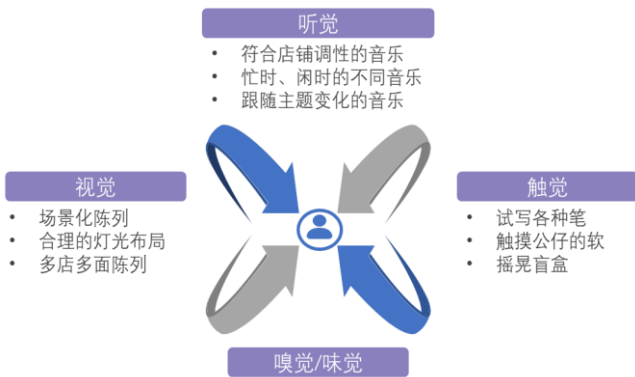 听觉
• 符合店铺调性的音乐
• 忙时、闲时的不同音乐
• 跟随主题变化的音乐
视觉
• 场景化陈列
• 合理的灯光布局
• 多店多面陈列
触觉
• 试写各种笔
• 触摸公仔的软
• 摇晃盲盒
嗅觉/味觉